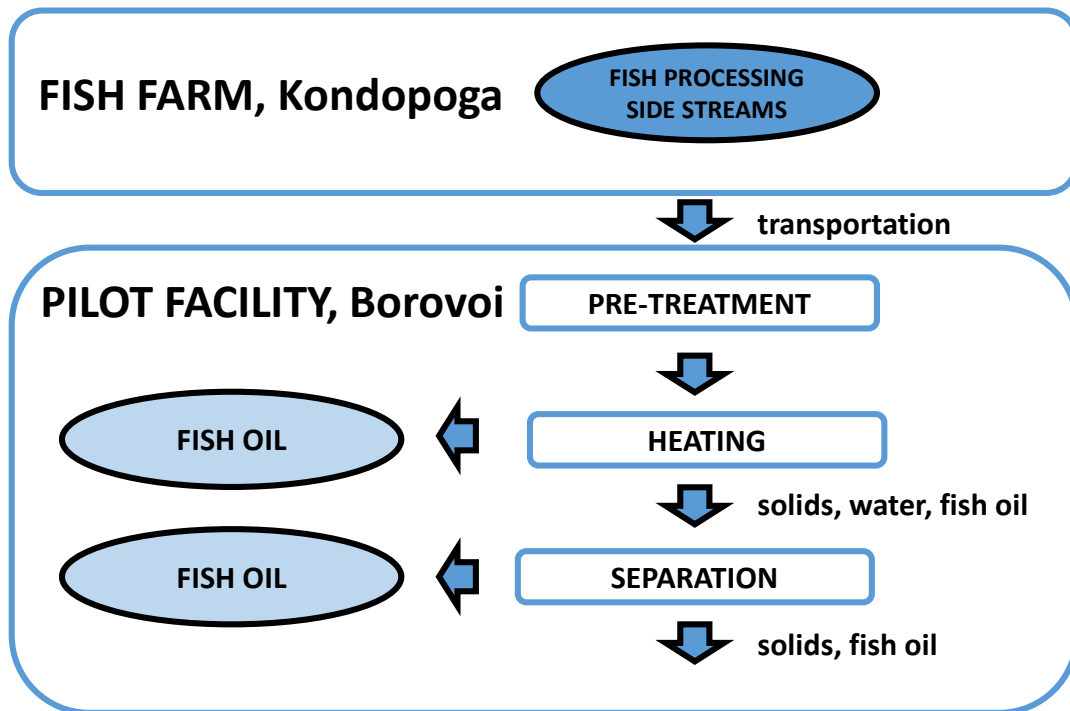 FISH FARM, Kondopoga
FISH PROCESSING
SIDE STREAMS
transportation
PILOT FACILITY, Borovoi
PRE-TREATMENT
FISH OIL
HEATING
solids, water, fish oil
FISH OIL
SEPARATION
solids, fish oil